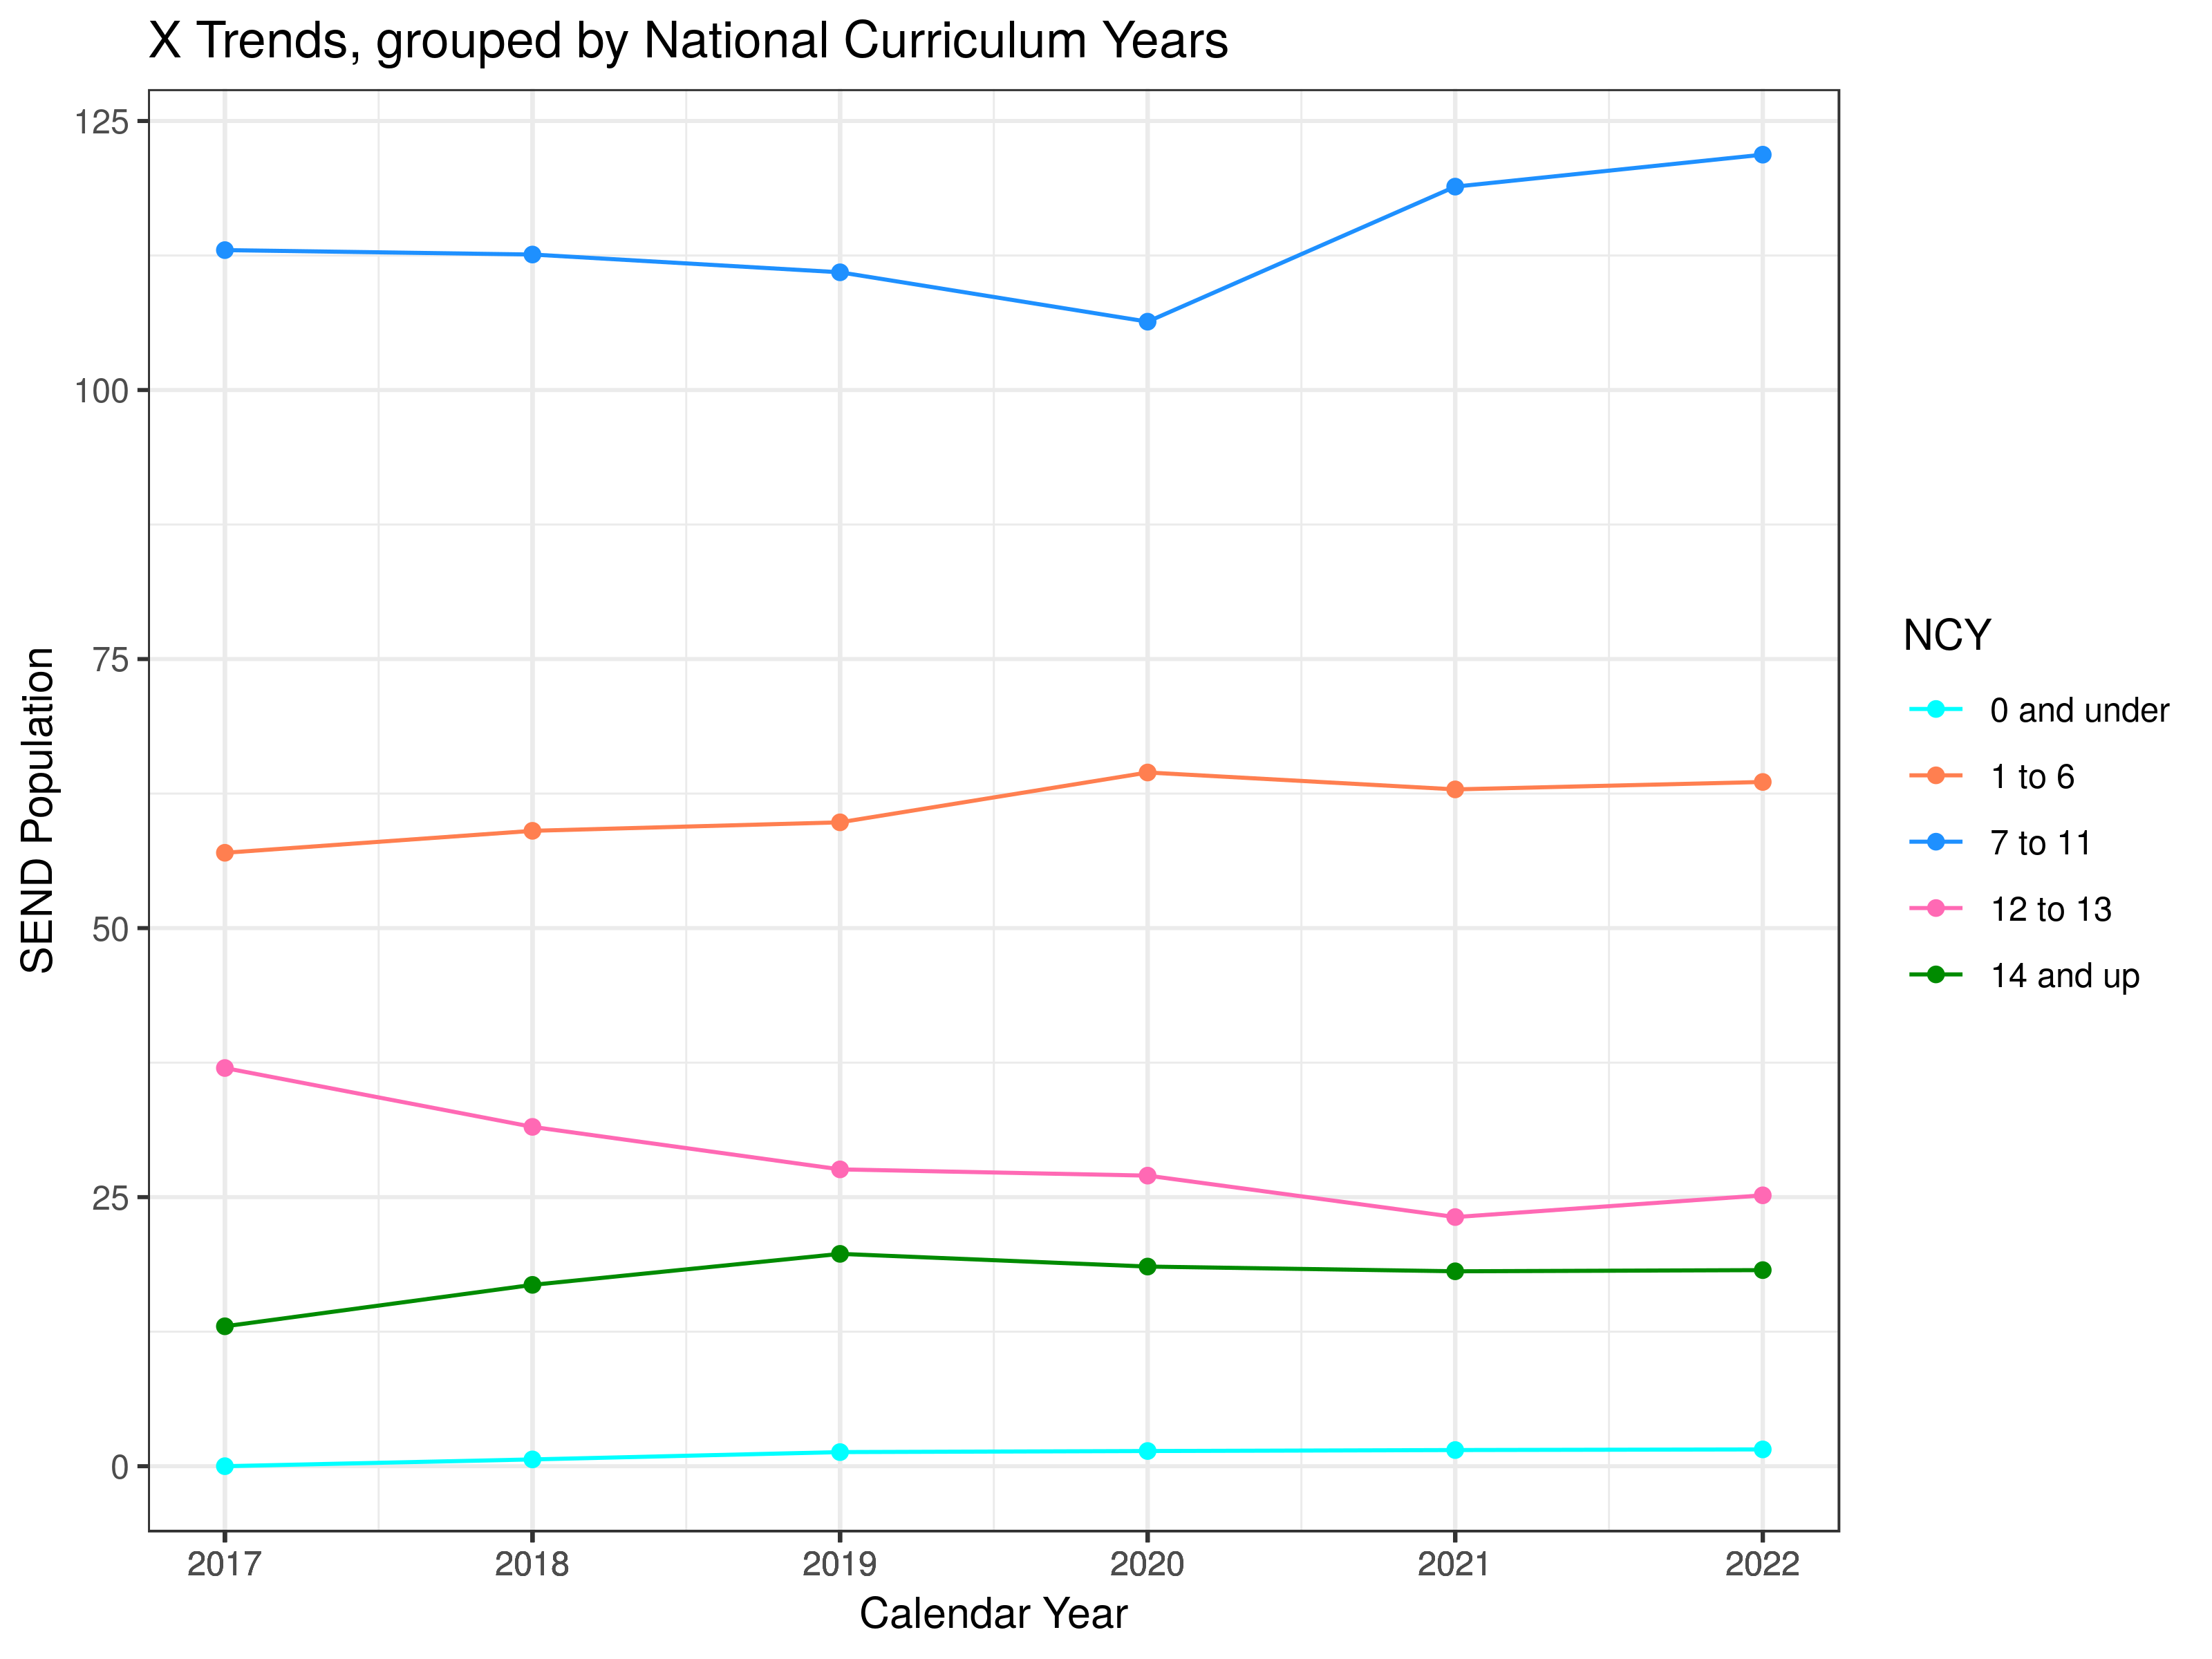 X Trends, grouped by National Curriculum Years
125
100
75
50
25
0
SEND Population
2017 2018 2019 2020 2021 2022
Calendar Year
NCY
0 and under
1 to 6
7 to 11
12 to 13
14 and up